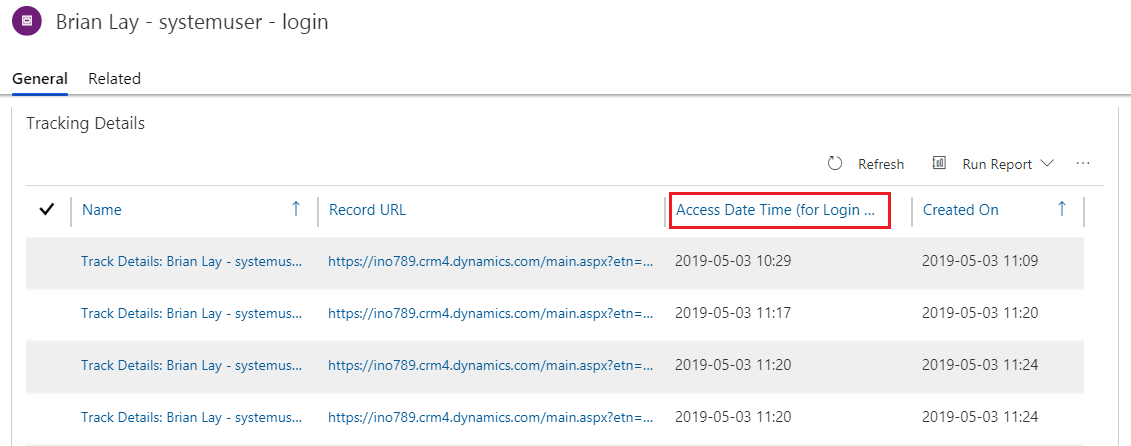 Brian Lay - systemuser - login
General Related
Tracking Details
Refresh Run Report ...
Name Record URL Access Date Time (for Login ... Created On
Track Details: Brian Lay - systemus... https://ino789.crm4.dynamics.com/main.aspx?etn=... 2019-05-03 10:29 2019-05-03 11:09
Track Details: Brian Lay - systemus... https://ino789.crm4.dynamics.com/main.aspx?etn=... 2019-05-03 11:17 2019-05-03 11:20
Track Details: Brian Lay - systemus... https://ino789.crm4.dynamics.com/main.aspx?etn=... 2019-05-03 11:20 2019-05-03 11:24
Track Details: Brian Lay - systemus... https://ino789.crm4.dynamics.com/main.aspx?etn=... 2019-05-03 11:20 2019-05-03 11:24